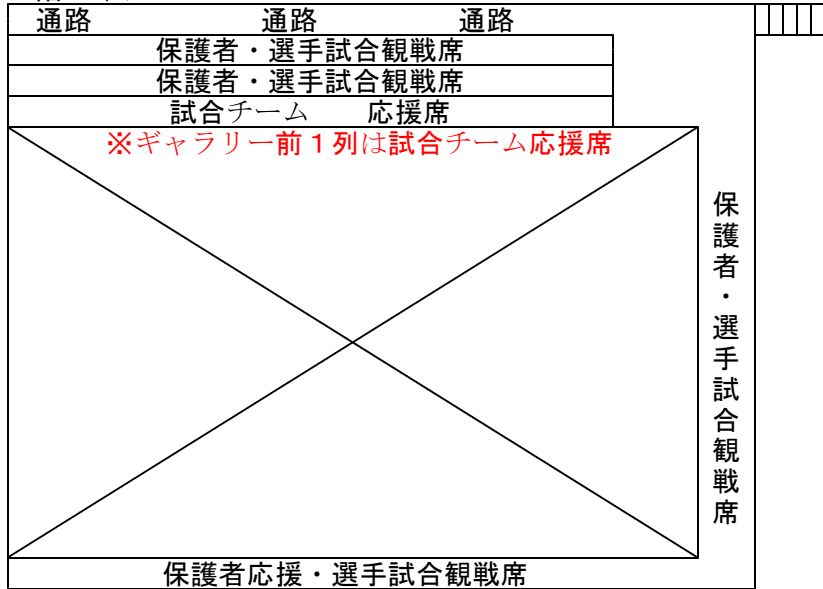 通路 通路 通路
保護者・選手試合観戦席
保護者・選手試合観戦席
試合チーム 応援席
※ギャラリー前１列は試合チーム応援席
保護者・選手試合観戦席
保護者応援・選手試合観戦席